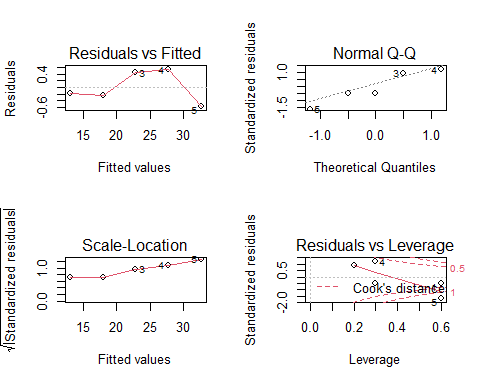 Residuals vs Fitted
Residuals
-0.6 0.4
3
4
5
15 20 25 30
Fitted values
Normal Q-Q
Standardized residuals
-1.5 1.0
3
4
5
-1.0 0.0 1.0
Theoretical Quantiles
Scale-Location
√|Standardized residuals|
0.0 1.0
3
4
5
15 20 25 30
Fitted values
Residuals vs Leverage
Standardized residuals
-2.0 0.5
4
5
0.5
1
Cook's distance
0.0 0.2 0.4 0.6
Leverage